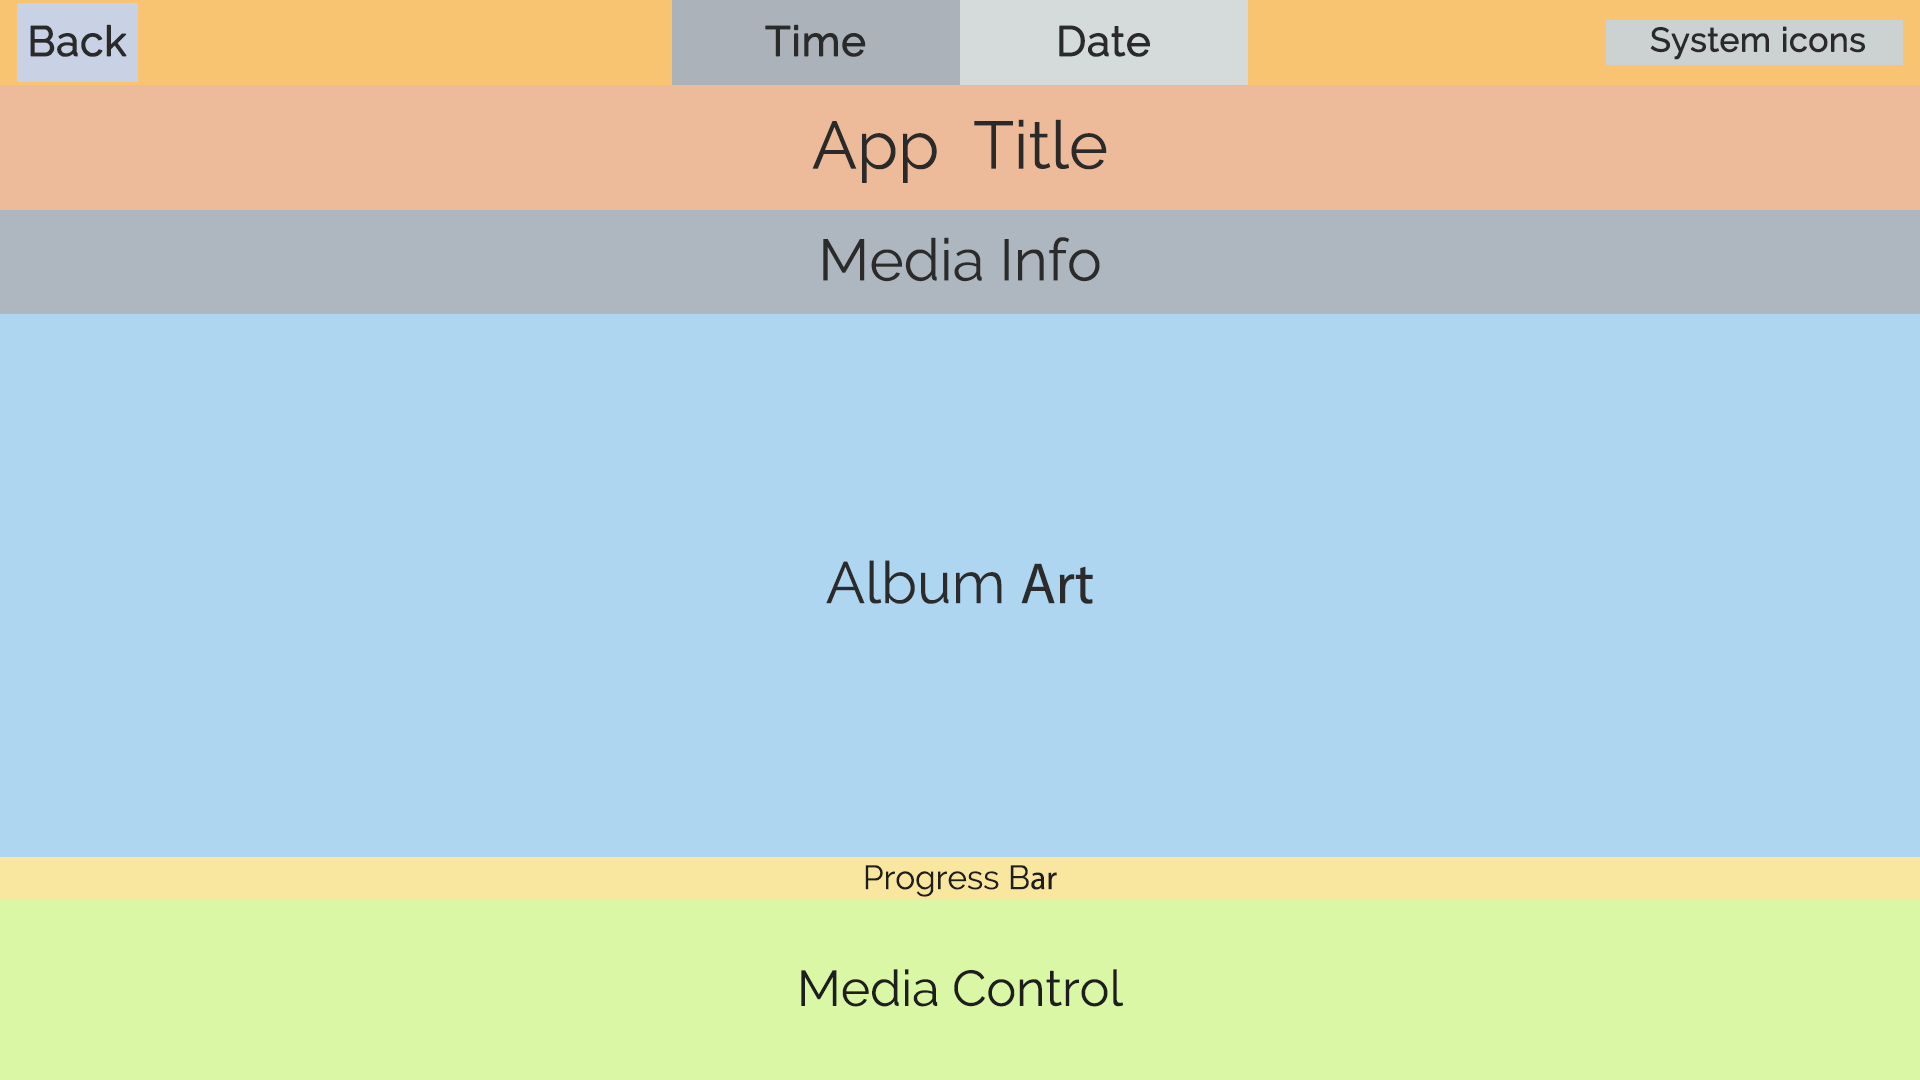 Back Time Date System icons
App Title
Media Info
Album Art
Progress Bar
Media Control